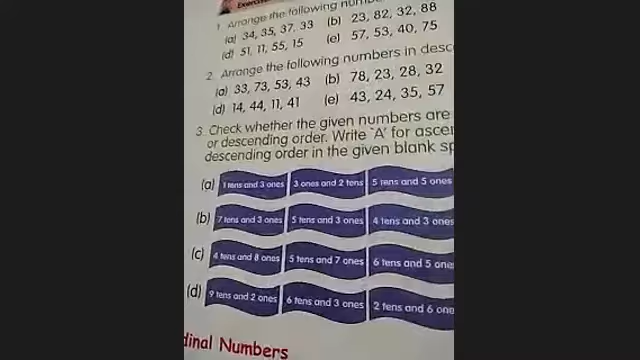 Exercise
1. Arrange the following numb
(a) 34, 35, 37, 33 (b) 23, 82, 32, 88
(d) 51, 11, 55, 15 (e) 57, 53, 40, 75
2. Arrange the following numbers in desc
(a) 33, 73, 53, 43 (b) 78, 23, 28, 32
(d) 14, 44, 11, 41 (e) 43, 24, 35, 57
3. Check whether the given numbers are
or descending order. Write 'A' for ascen
descending order in the given blank sp
(a) 1 tens and 3 ones 3 ones and 2 tens 5 tens and 5 ones
(b) 7 tens and 3 ones 5 tens and 3 ones 4 tens and 3 ones
(c) 4 tens and 8 ones 5 tens and 7 ones 6 tens and 5 ones
(d) 9 tens and 2 ones 6 tens and 3 ones 2 tens and 6 one
dinal Numbers